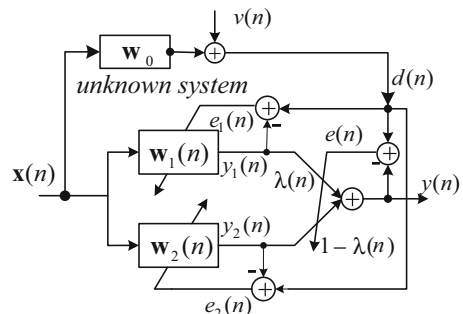 v(n)
w₀
unknown system
d(n)
e₁(n)
e(n)
w₁(n)
y₁(n)
x(n)
λ(n)
y(n)
w₂(n)
y₂(n)
1 − λ(n)
e₂(n)